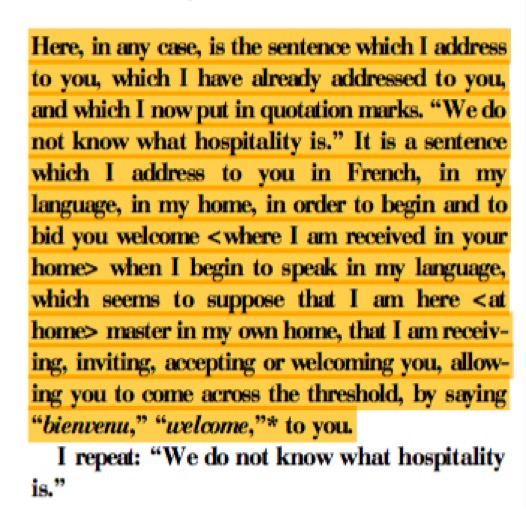 Here, in any case, is the sentence which I address
to you, which I have already addressed to you,
and which I now put in quotation marks. “We do
not know what hospitality is.” It is a sentence
which I address to you in French, in my
language, in my home, in order to begin and to
bid you welcome <where I am received in your
home> when I begin to speak in my language,
which seems to suppose that I am here <at
home> master in my own home, that I am receiv-
ing, inviting, accepting or welcoming you, allow-
ing you to come across the threshold, by saying
“bienvenu,” “welcome,”* to you.
I repeat: “We do not know what hospitality
is.”